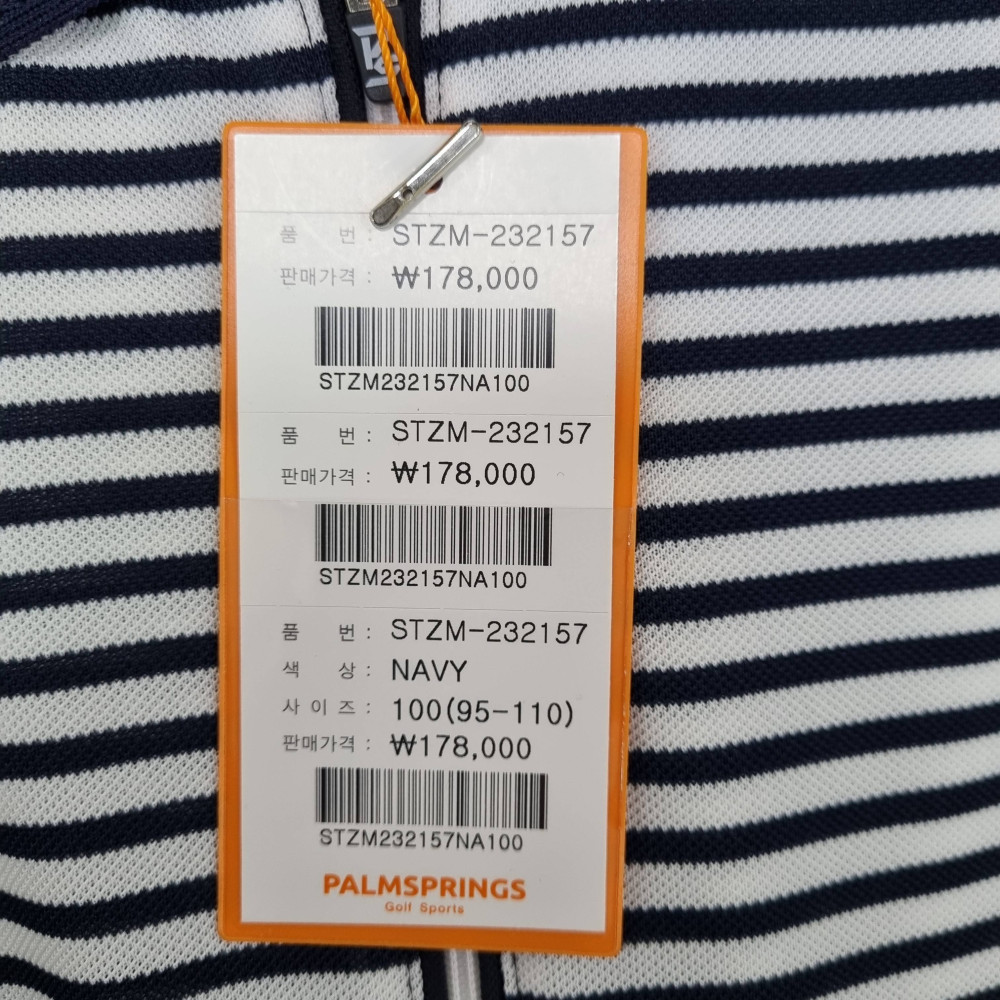 품 번 : STZM-232157
판매가격 : ₩178,000
STZM232157NA100
품 번 : STZM-232157
판매가격 : ₩178,000
STZM232157NA100
품 번 : STZM-232157
색 상 : NAVY
사 이 즈 : 100(95-110)
판매가격 : ₩178,000
STZM232157NA100
PALMSPRINGS
Golf Sports